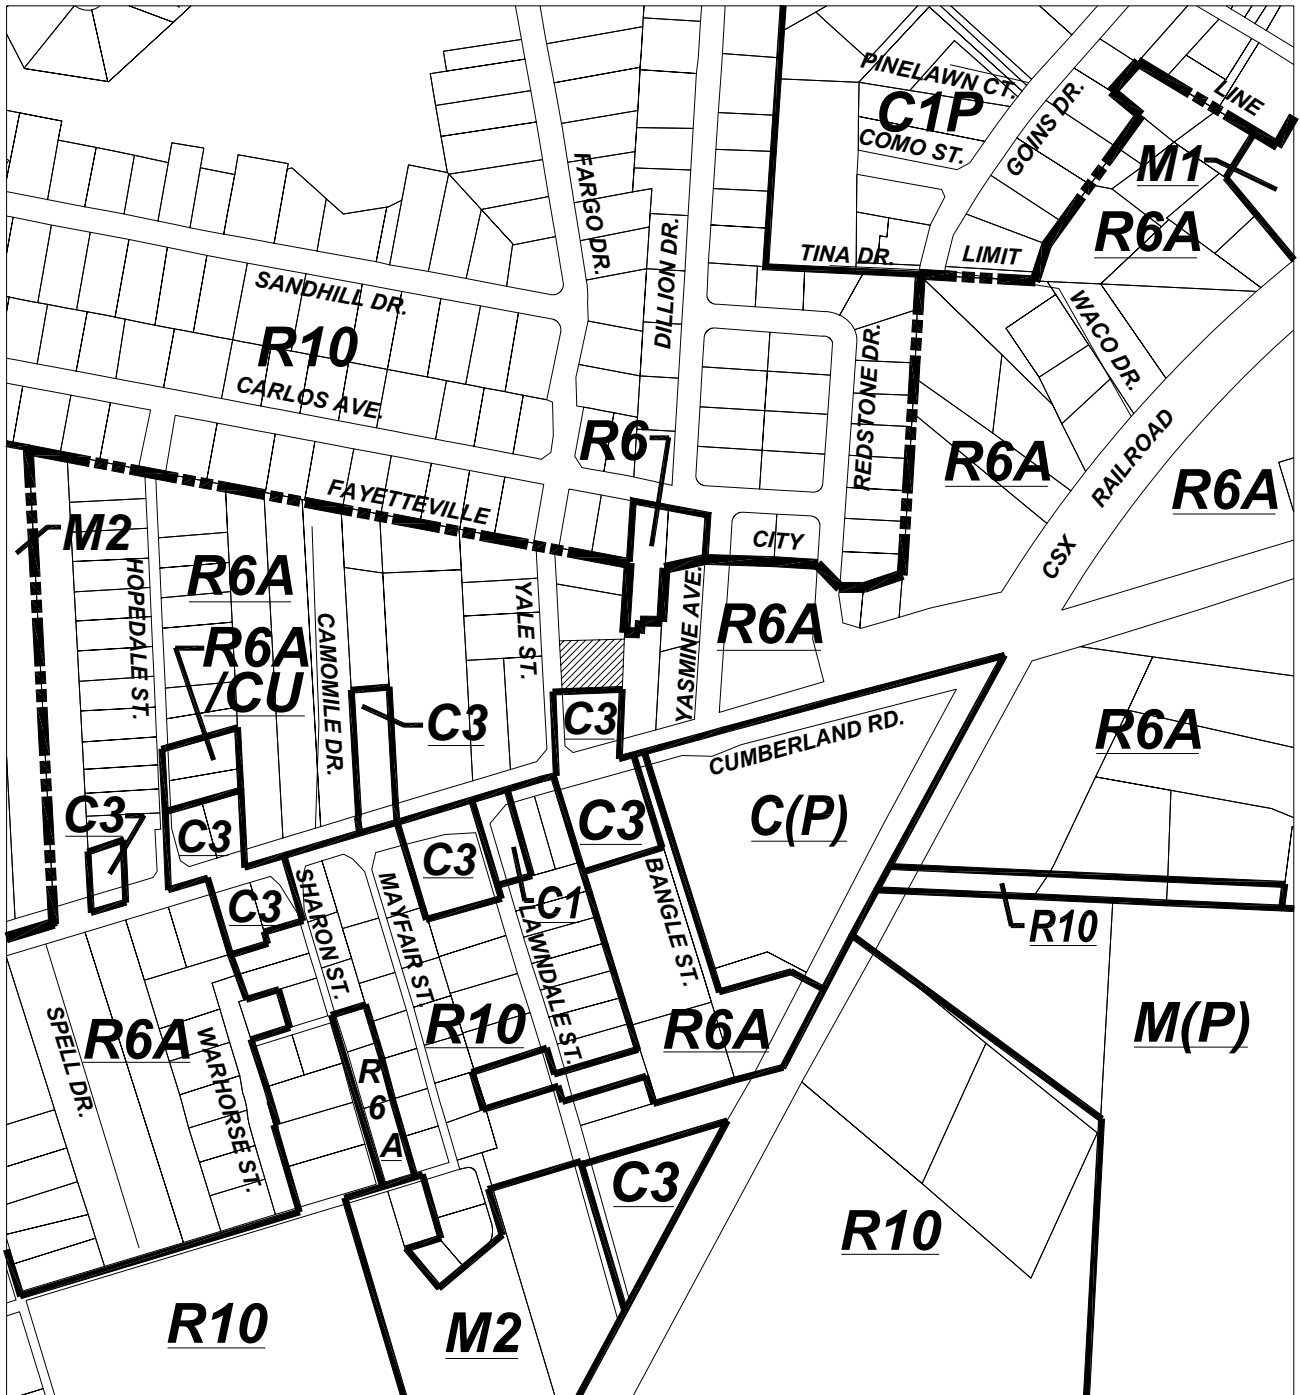 PINELAWN CT.
C1P
COMO ST.
GOINS DR.
LINE
M1
R6A
FARGO DR.
DILLION DR.
TINA DR.
LIMIT
SANDHILL DR.
WACO DR.
R10
CARLOS AVE.
REDSTONE DR.
R6
R6A
RAILROAD
R6A
FAYETTEVILLE
M2
CITY
CSX
HOPEDALE ST.
R6A
YALE ST.
YASMINE AVE.
R6A
R6A
/CU
CAMOMILE DR.
C3
C3
CUMBERLAND RD.
R6A
C3
C3
C3
C(P)
C3
C3
SHARON ST.
MAYFAIR ST.
C1
LAWNDALE ST.
BANGLE ST.
R10
SPELL DR.
R6A
WARHORSE ST.
R10
R6A
M(P)
R
6
A
C3
R10
R10
M2